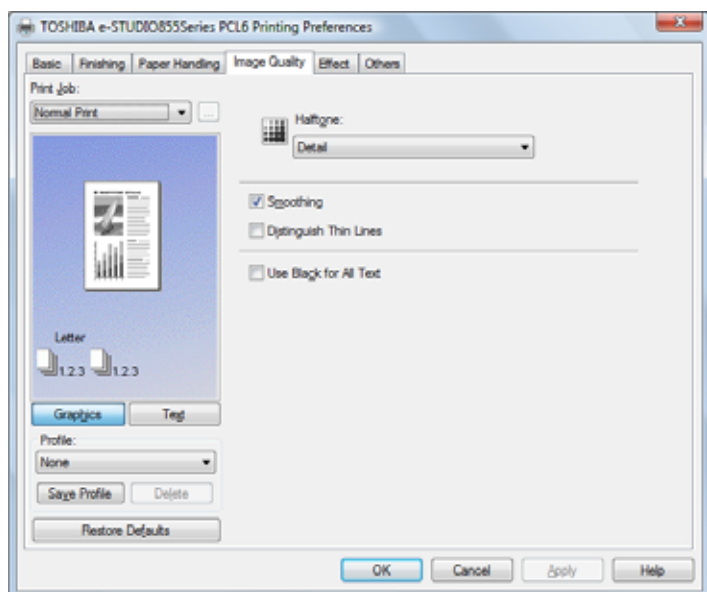 TOSHIBA e-STUDIO855Series PCL6 Printing Preferences
Basic Finishing Paper Handling Image Quality Effect Others
Print Job:
Normal Print ...
Halftone:
Detail
Smoothing
Distinguish Thin Lines
Use Black for All Text
Letter
1.2.3 1.2.3
Graphics Text
Profile:
None
Save Profile Delete
Restore Defaults
OK Cancel Apply Help